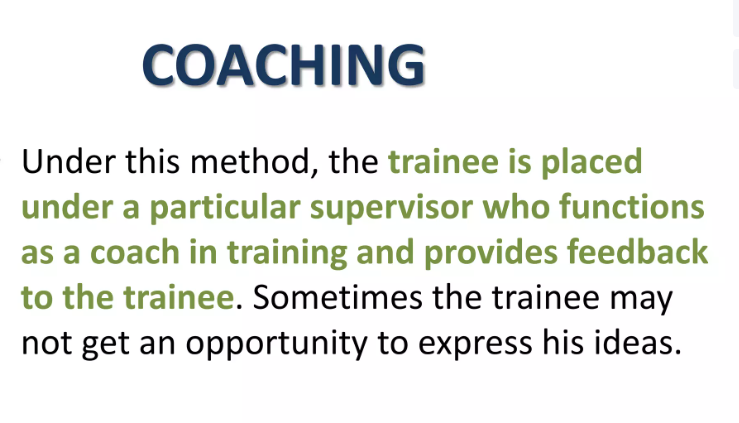 COACHING
Under this method, the trainee is placed
under a particular supervisor who functions
as a coach in training and provides feedback
to the trainee. Sometimes the trainee may
not get an opportunity to express his ideas.